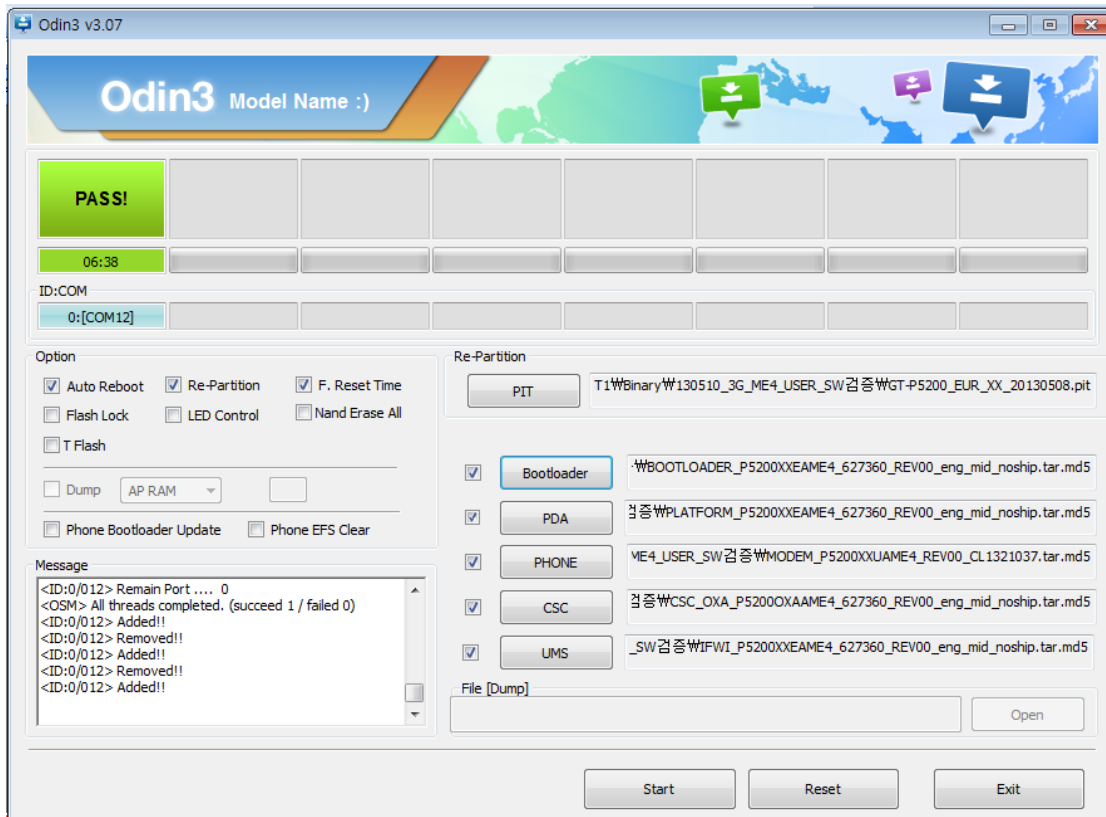 Odin3 v3.07
Odin3 Model Name :)
PASS!
06:38
ID:COM
0:[COM12]
Option
Auto Reboot
Re-Partition
F. Reset Time
Flash Lock
LED Control
Nand Erase All
T Flash
Dump
AP RAM
Phone Bootloader Update
Phone EFS Clear
Message
<ID:0/012> Remain Port .... 0
<OSM> All threads completed. (succeed 1 / failed 0)
<ID:0/012> Added!!
<ID:0/012> Removed!!
<ID:0/012> Added!!
<ID:0/012> Removed!!
<ID:0/012> Added!!
Re-Partition
PIT
T1₩Binary₩130510_3G_ME4_USER_SW검증₩GT-P5200_EUR_XX_20130508.pit
Bootloader
₩BOOTLOADER_P5200XXEAME4_627360_REV00_eng_mid_noship.tar.md5
PDA
검증₩PLATFORM_P5200XXEAME4_627360_REV00_eng_mid_noship.tar.md5
PHONE
ME4_USER_SW검증₩MODEM_P5200XXUAME4_REV00_CL1321037.tar.md5
CSC
검증₩CSC_OXA_P5200OXAAME4_627360_REV00_eng_mid_noship.tar.md5
UMS
_SW검증₩IFWI_P5200XXEAME4_627360_REV00_eng_mid_noship.tar.md5
File [Dump]
Open
Start
Reset
Exit